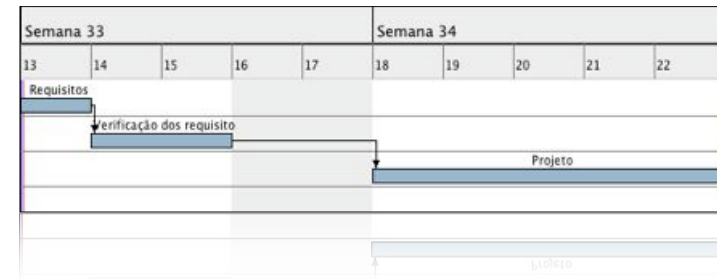 Semana 33 Semana 34
13 14 15 16 17 18 19 20 21 22
Requisitos
Verificação dos requisito
Projeto
Projeto